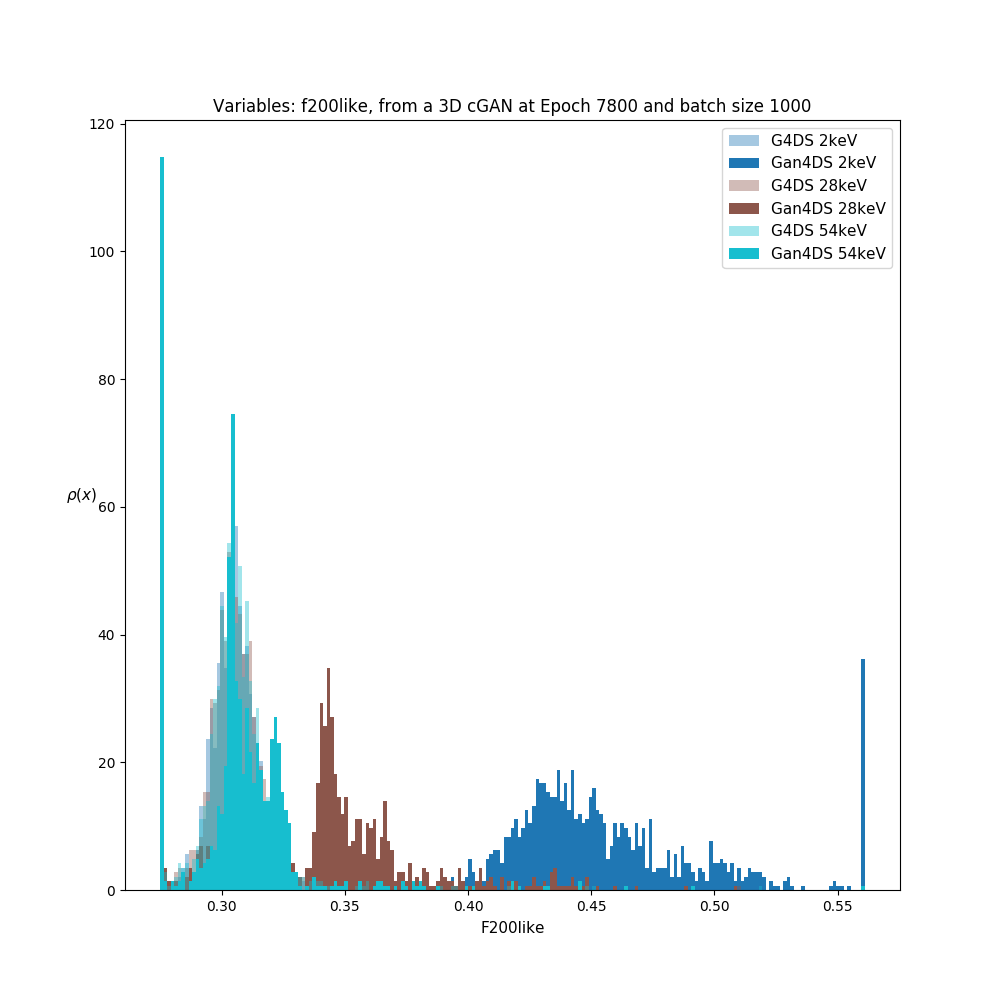 Variables: f200like, from a 3D cGAN at Epoch 7800 and batch size 1000
120
100
80
60
40
20
0
ρ(x)
G4DS 2keV
Gan4DS 2keV
G4DS 28keV
Gan4DS 28keV
G4DS 54keV
Gan4DS 54keV
0.30 0.35 0.40 0.45 0.50 0.55
F200like